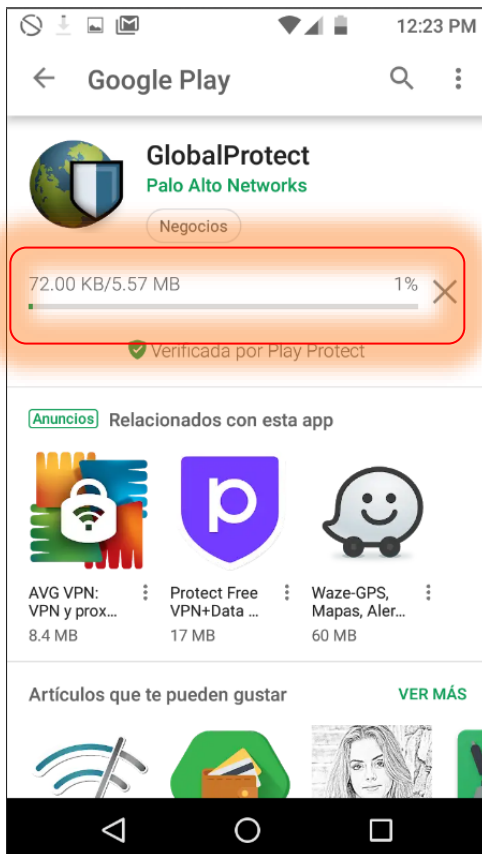 12:23 PM
Google Play
GlobalProtect
Palo Alto Networks
Negocios
72.00 KB/5.57 MB 1%
Verificada por Play Protect
Anuncios Relacionados con esta app
p
AVG VPN: Protect Free Waze-GPS,
VPN y prox... VPN+Data ... Mapas, Aler...
8.4 MB 17 MB 60 MB
Artículos que te pueden gustar VER MÁS